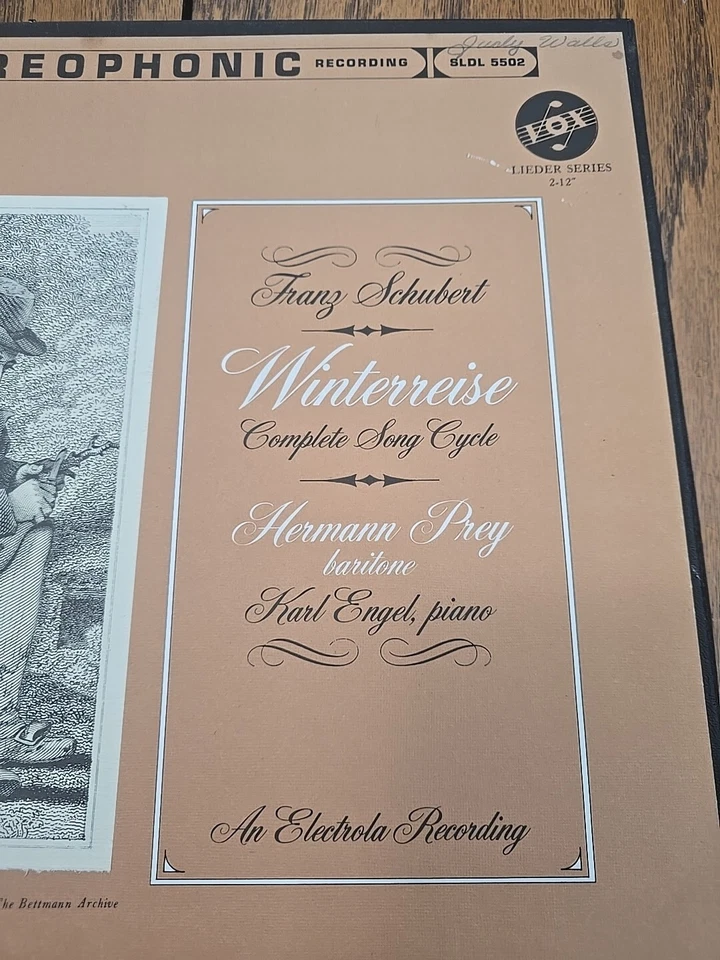 Judy Walls
REOPHONIC RECORDING SLDL 5502
VOX
LIEDER SERIES
2-12"
Franz Schubert
Winterreise
Complete Song Cycle
Hermann Prey
baritone
Karl Engel, piano
An Electrola Recording
The Bettmann Archive